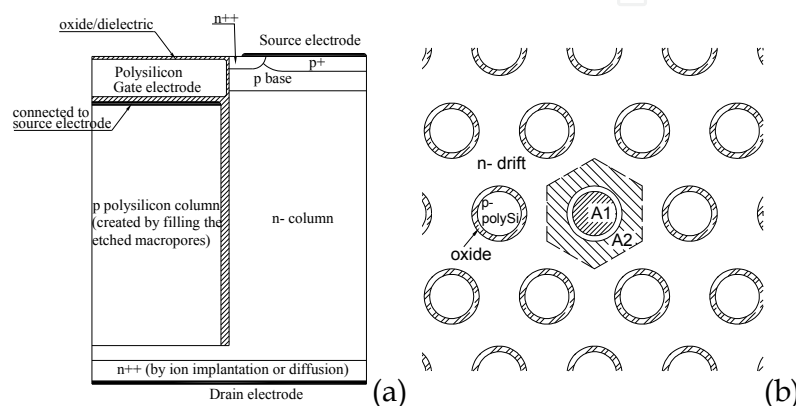 oxide/dielectric
n++
Source electrode
p+
Polysilicon
Gate electrode
p base
connected to
source electrode
p polysilicon column
(created by filling the
etched macropores)
n- column
n++ (by ion implantation or diffusion)
Drain electrode
(a)
n- drift
p-
polySi
oxide
A1
A2
(b)